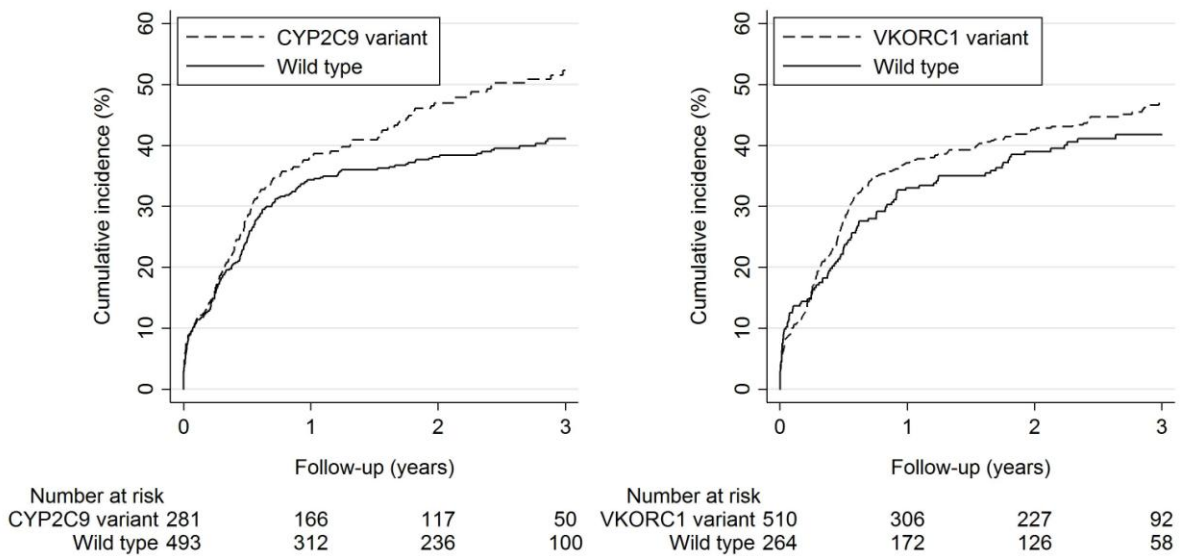 CYP2C9 variant
Wild type
Cumulative incidence (%)
60
50
40
30
20
10
0
0 1 2 3
Follow-up (years)
Number at risk
CYP2C9 variant 281 166 117 50
Wild type 493 312 236 100
VKORC1 variant
Wild type
Cumulative incidence (%)
60
50
40
30
20
10
0
0 1 2 3
Follow-up (years)
Number at risk
VKORC1 variant 510 306 227 92
Wild type 264 172 126 58